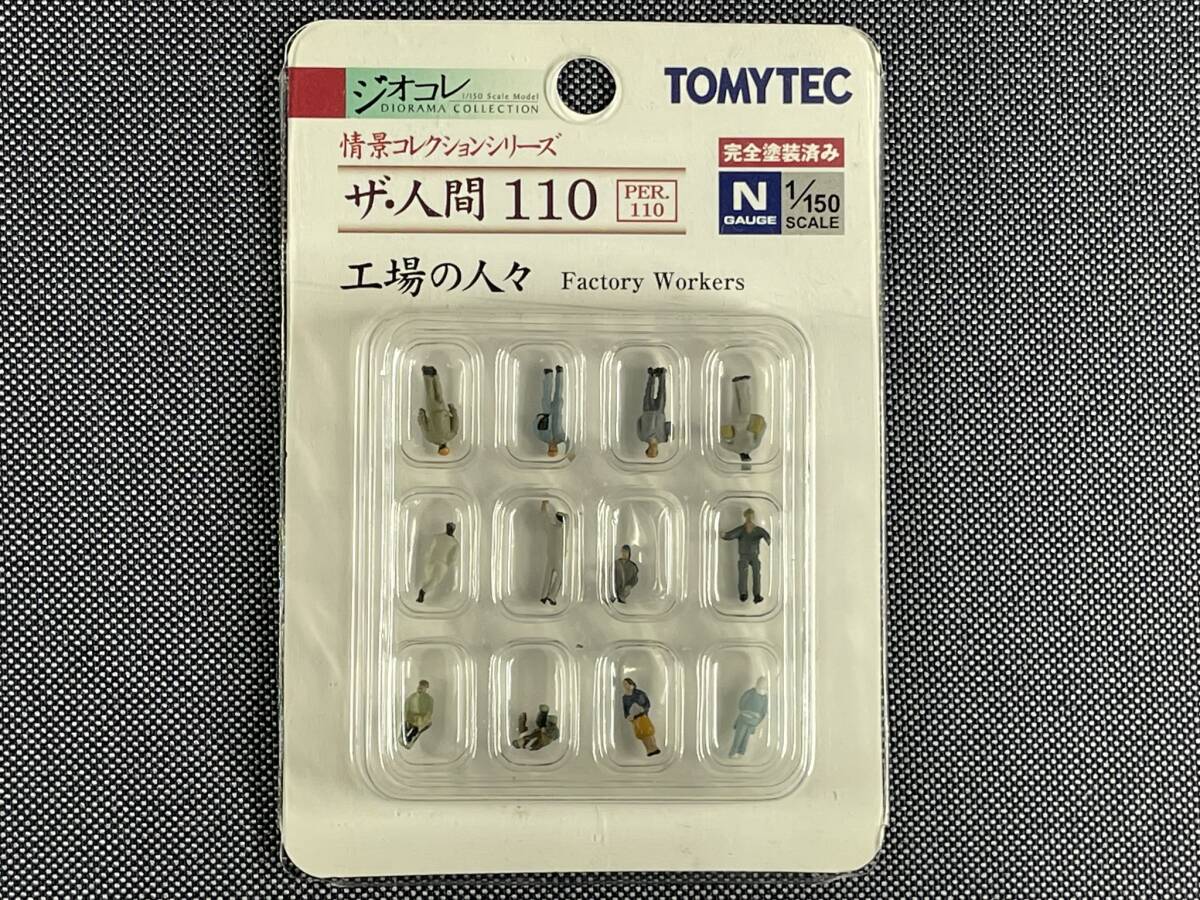 ジオコレ
1/150 Scale Model
DIORAMA COLLECTION
TOMYTEC
情景コレクションシリーズ
ザ・人間 110
PER.
110
完全塗装済み
N
GAUGE
1/150
SCALE
工場の人々 Factory Workers